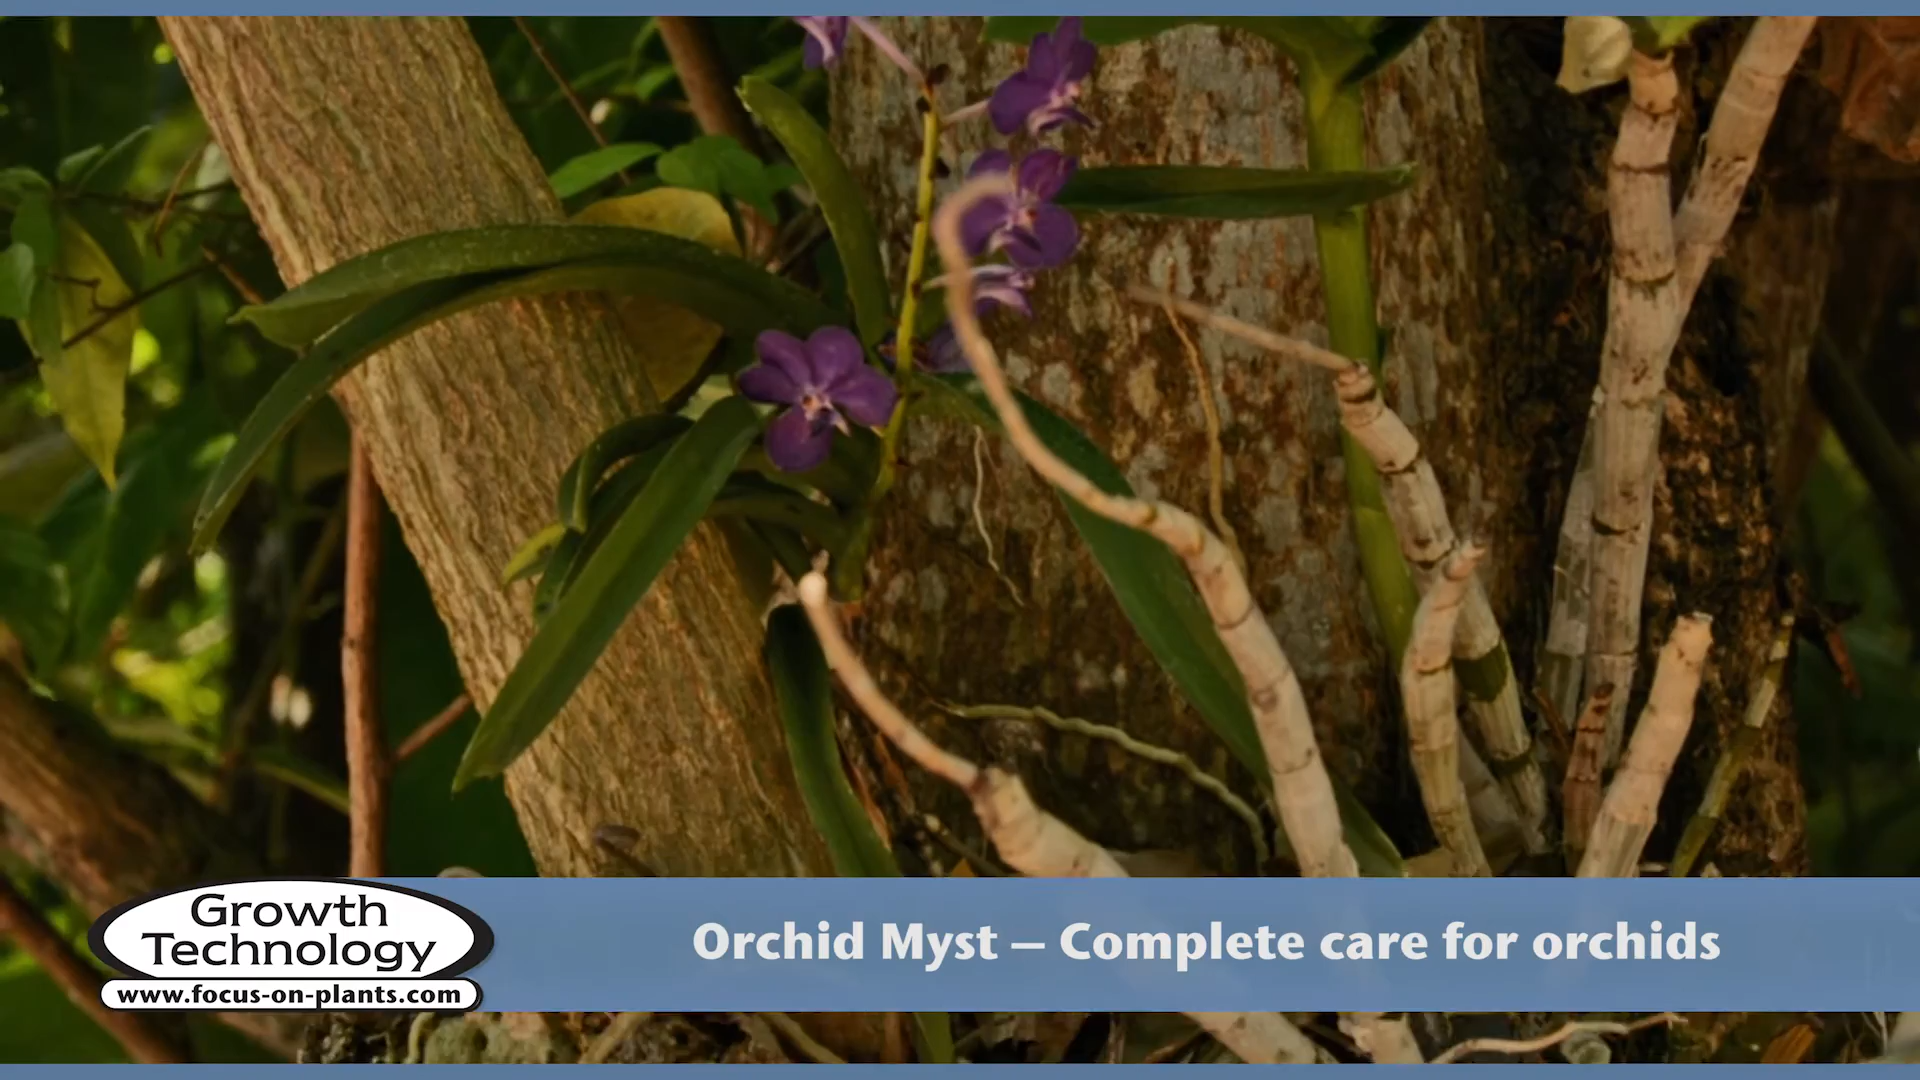 Growth
Technology
www.focus-on-plants.com
Orchid Myst – Complete care for orchids